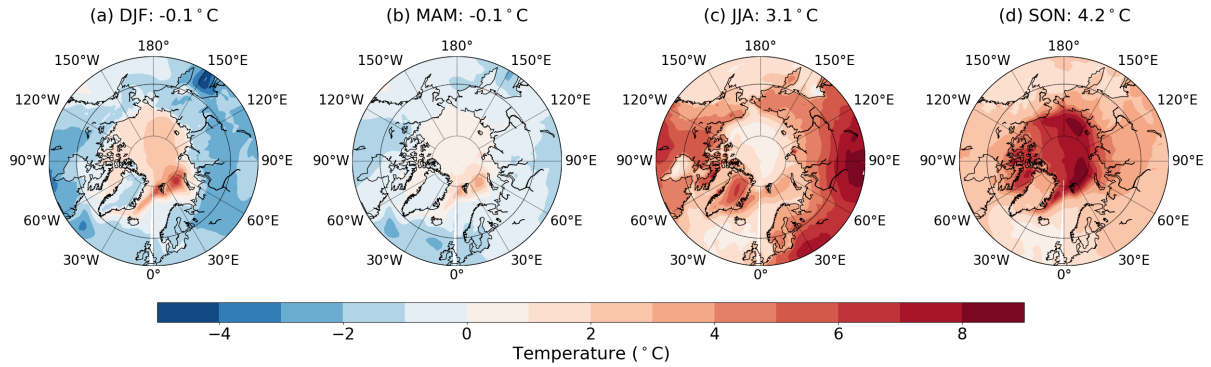 (a) DJF: -0.1°C (b) MAM: -0.1°C (c) JJA: 3.1°C (d) SON: 4.2°C
180° 180° 180° 180°
150°W 150°E 150°W 150°E 150°W 150°E 150°W 150°E
120°W 120°E 120°W 120°E 120°W 120°E 120°W 120°E
90°W 90°E 90°W 90°E 90°W 90°E 90°W 90°E
60°W 60°E 60°W 60°E 60°W 60°E 60°W 60°E
30°W 30°E 30°W 30°E 30°W 30°E 30°W 30°E
0° 0° 0° 0°
−4 −2 0 2 4 6 8
Temperature (°C)